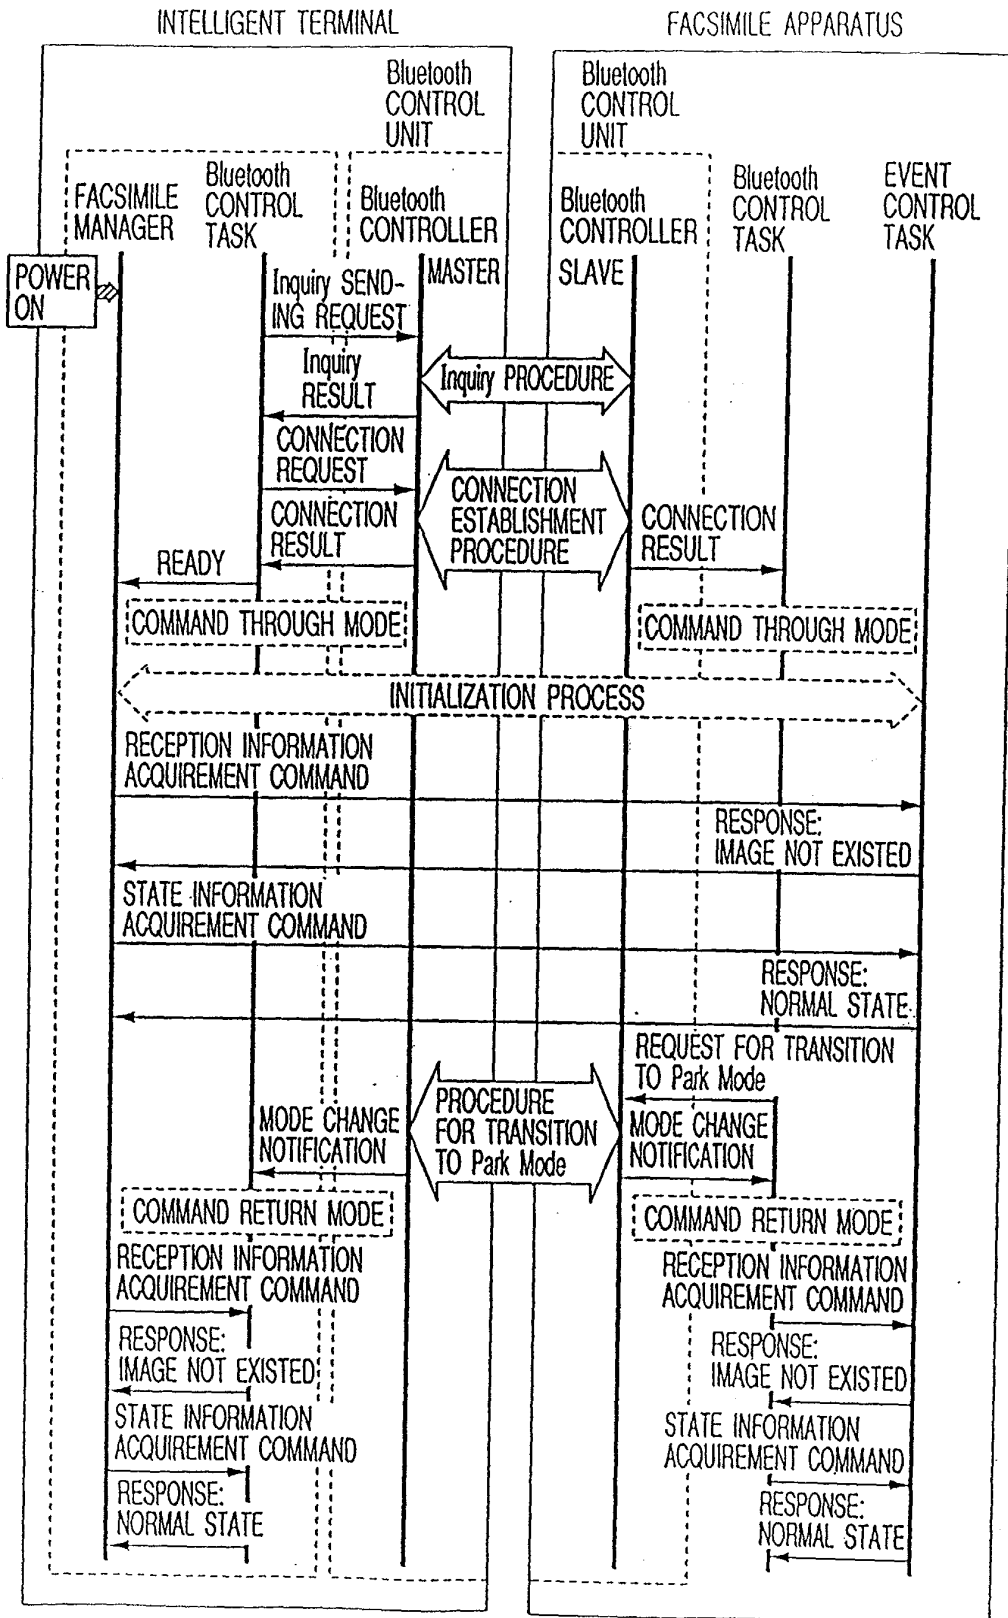 INTELLIGENT TERMINAL
FACSIMILE APPARATUS
Bluetooth
CONTROL
UNIT
Bluetooth
CONTROL
UNIT
FACSIMILE
MANAGER
Bluetooth
CONTROL
TASK
Bluetooth
CONTROLLER
Bluetooth
CONTROLLER
Bluetooth
CONTROL
TASK
EVENT
CONTROL
TASK
POWER
ON
MASTER
SLAVE
Inquiry SEND-
ING REQUEST
Inquiry PROCEDURE
Inquiry
RESULT
CONNECTION
REQUEST
CONNECTION
ESTABLISHMENT
PROCEDURE
CONNECTION
RESULT
CONNECTION
RESULT
READY
COMMAND THROUGH MODE
COMMAND THROUGH MODE
INITIALIZATION PROCESS
RECEPTION INFORMATION
ACQUIREMENT COMMAND
RESPONSE:
IMAGE NOT EXISTED
STATE INFORMATION
ACQUIREMENT COMMAND
RESPONSE:
NORMAL STATE
REQUEST FOR TRANSITION
TO Park Mode
PROCEDURE
FOR TRANSITION
TO Park Mode
MODE CHANGE
NOTIFICATION
MODE CHANGE
NOTIFICATION
COMMAND RETURN MODE
COMMAND RETURN MODE
RECEPTION INFORMATION
ACQUIREMENT COMMAND
RECEPTION INFORMATION
ACQUIREMENT COMMAND
RESPONSE:
IMAGE NOT EXISTED
RESPONSE:
IMAGE NOT EXISTED
STATE INFORMATION
ACQUIREMENT COMMAND
STATE INFORMATION
ACQUIREMENT COMMAND
RESPONSE:
NORMAL STATE
RESPONSE:
NORMAL STATE